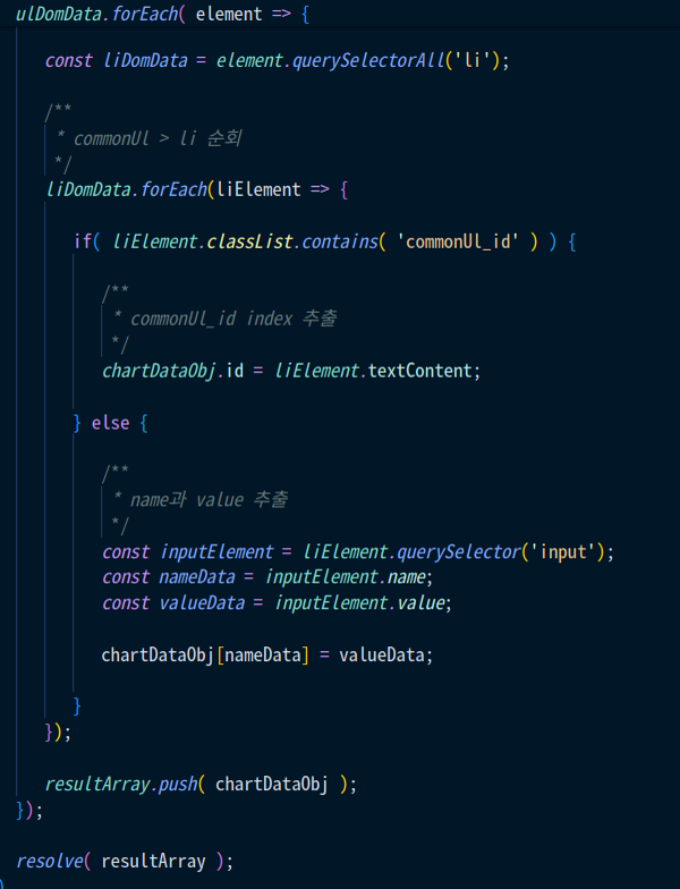 ulDomData.forEach( element => {
const liDomData = element.querySelectorAll('li');
/**
* commonUl > li 순회
*/
liDomData.forEach(liElement => {
if( liElement.classList.contains( 'commonUl_id' ) ) {
/**
* commonUl_id index 추출
*/
chartDataObj.id = liElement.textContent;
} else {
/**
* name과 value 추출
*/
const inputElement = liElement.querySelector('input');
const nameData = inputElement.name;
const valueData = inputElement.value;
chartDataObj[nameData] = valueData;
}
});
resultArray.push( chartDataObj );
});
resolve( resultArray );